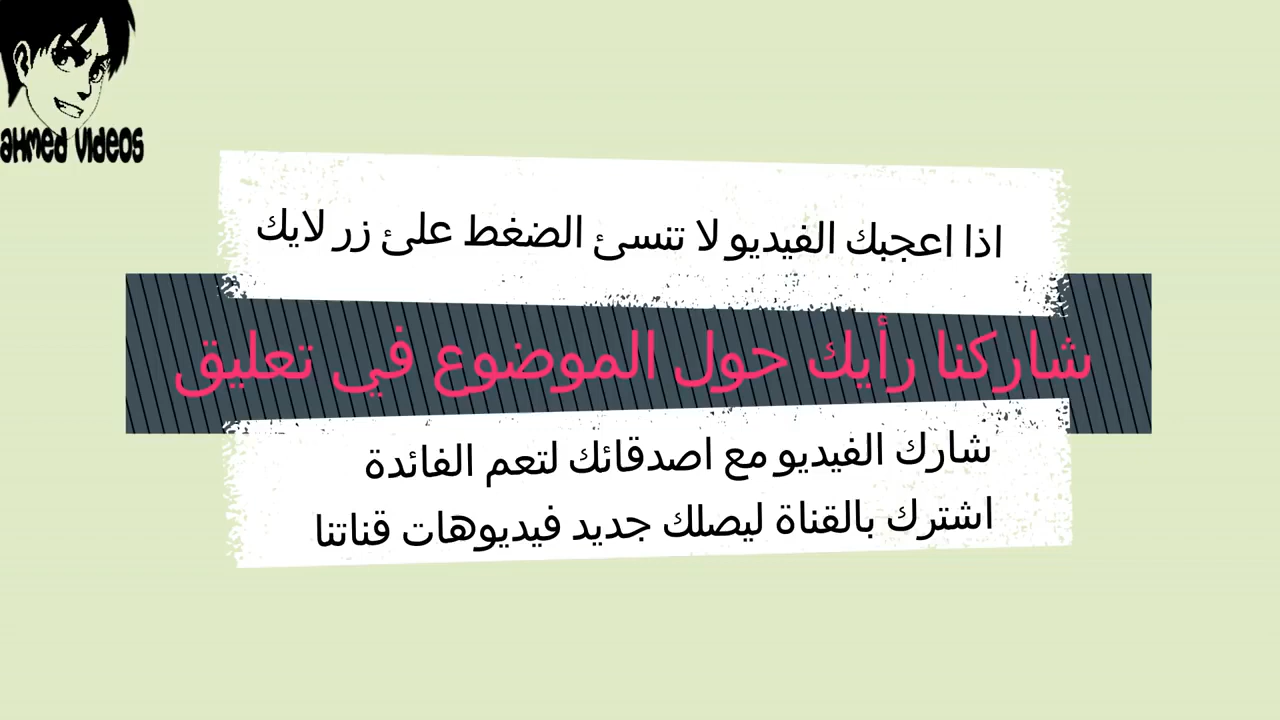 AHMED VIDEOS
اذا اعجبك الفيديو لا تنسئ الضغط علئ زر لايك
شاركنا رأيك حول الموضوع في تعليق
شارك الفيديو مع اصدقائك لتعم الفائدة
اشترك بالقناة ليصلك جديد فيديوهات قناتنا